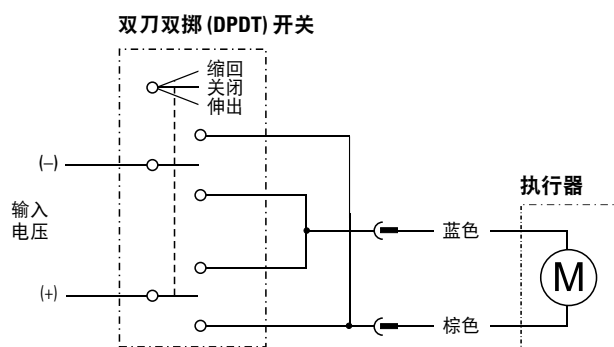 双刀双掷 (DPDT) 开关
缩回
关闭
伸出
(–)
输入
电压
(+)
执行器
蓝色
M
棕色